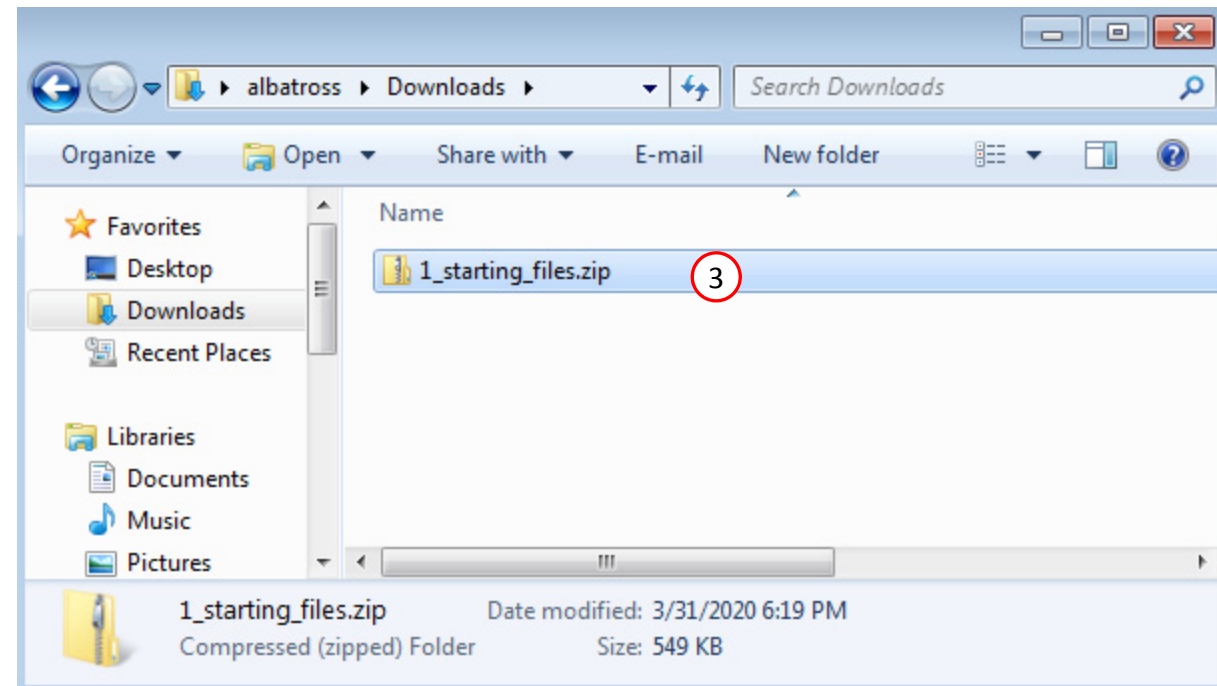 albatross Downloads
Search Downloads
Organize Open Share with E-mail New folder
Favorites
Desktop
Downloads
Recent Places
Libraries
Documents
Music
Pictures
Name
1_starting_files.zip 3
1_starting_files.zip Date modified: 3/31/2020 6:19 PM
Compressed (zipped) Folder Size: 549 KB